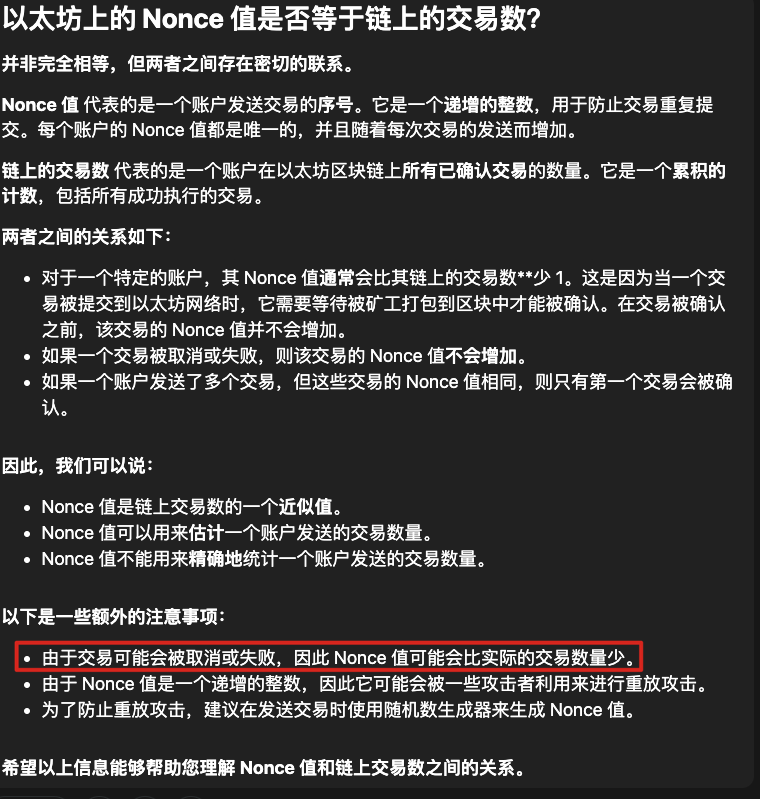 以太坊上的 Nonce 值是否等于链上的交易数?
并非完全相等，但两者之间存在密切的联系。
Nonce 值 代表的是一个账户发送交易的序号。它是一个递增的整数，用于防止交易重复提
交。每个账户的 Nonce 值都是唯一的，并且随着每次交易的发送而增加。
链上的交易数 代表的是一个账户在以太坊区块链上所有已确认交易的数量。它是一个累积的
计数，包括所有成功执行的交易。
两者之间的关系如下：
• 对于一个特定的账户，其 Nonce 值通常会比其链上的交易数**少 1。这是因为当一个交
易被提交到以太坊网络时，它需要等待被矿工打包到区块中才能被确认。在交易被确认
之前，该交易的 Nonce 值并不会增加。
• 如果一个交易被取消或失败，则该交易的 Nonce 值不会增加。
• 如果一个账户发送了多个交易，但这些交易的 Nonce 值相同，则只有第一个交易会被确
认。
因此，我们可以说：
• Nonce 值是链上交易数的一个近似值。
• Nonce 值可以用来估计一个账户发送的交易数量。
• Nonce 值不能用来精确地统计一个账户发送的交易数量。
以下是一些额外的注意事项：
• 由于交易可能会被取消或失败，因此 Nonce 值可能会比实际的交易数量少。
• 由于 Nonce 值是一个递增的整数，因此它可能会被一些攻击者利用来进行重放攻击。
• 为了防止重放攻击，建议在发送交易时使用随机数生成器来生成 Nonce 值。
希望以上信息能够帮助您理解 Nonce 值和链上交易数之间的关系。